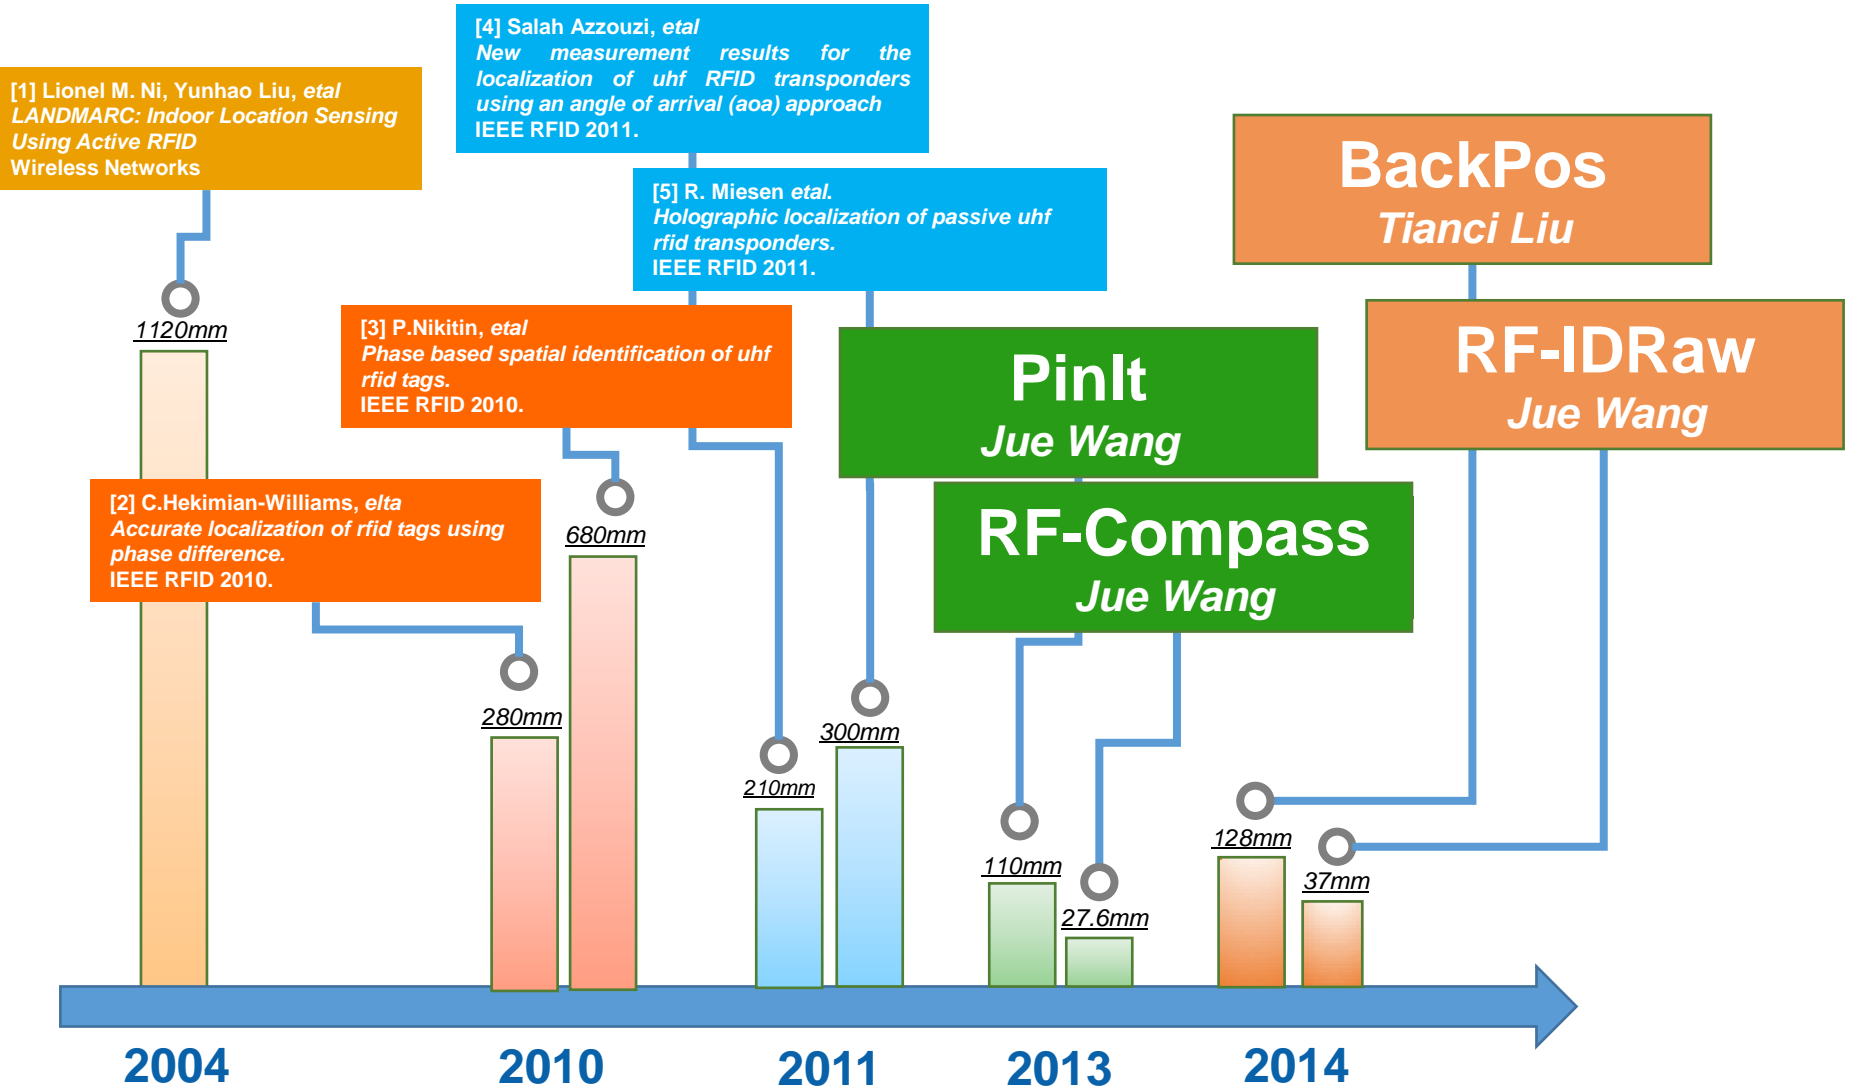 [4] Salah Azzouzi, etal
New measurement results for the
localization of uhf RFID transponders
using an angle of arrival (aoa) approach
IEEE RFID 2011.
[1] Lionel M. Ni, Yunhao Liu, etal
LANDMARC: Indoor Location Sensing
Using Active RFID
Wireless Networks
[5] R. Miesen etal.
Holographic localization of passive uhf
rfid transponders.
IEEE RFID 2011.
BackPos
Tianci Liu
[3] P.Nikitin, etal
Phase based spatial identification of uhf
rfid tags.
IEEE RFID 2010.
PinIt
Jue Wang
RF-IDRaw
Jue Wang
[2] C.Hekimian-Williams, elta
Accurate localization of rfid tags using
phase difference.
IEEE RFID 2010.
RF-Compass
Jue Wang
1120mm
280mm
680mm
210mm
300mm
110mm
27.6mm
128mm
37mm
2004
2010
2011
2013
2014